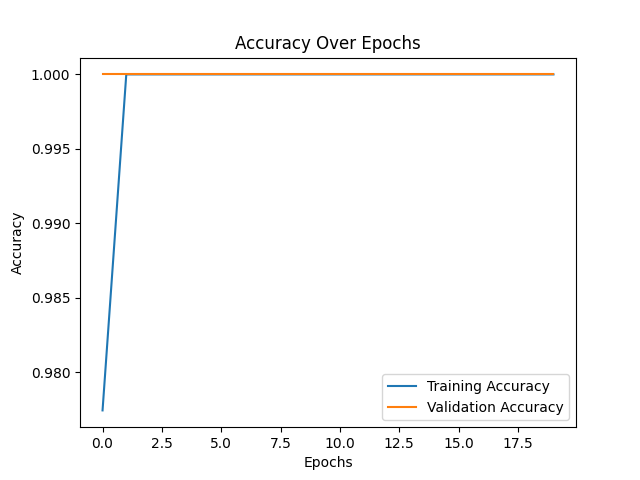 Accuracy Over Epochs
Accuracy
1.000
0.995
0.990
0.985
0.980
0.0 2.5 5.0 7.5 10.0 12.5 15.0 17.5
Epochs
Training Accuracy
Validation Accuracy